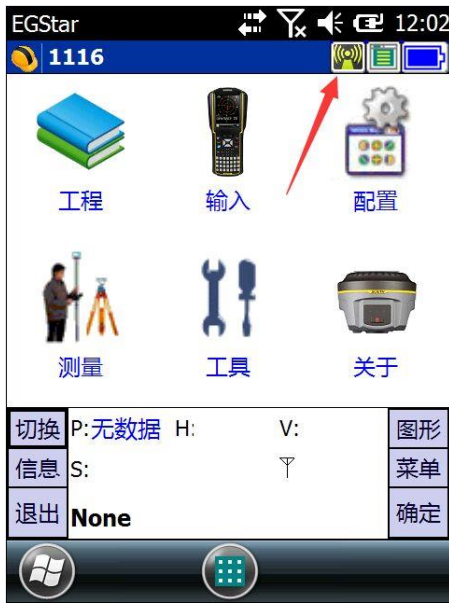 EGStar 12:02
1116
工程 输入 配置
测量 工具 关于
切换 P:无数据 H: V: 图形
信息 S: 菜单
退出 None 确定